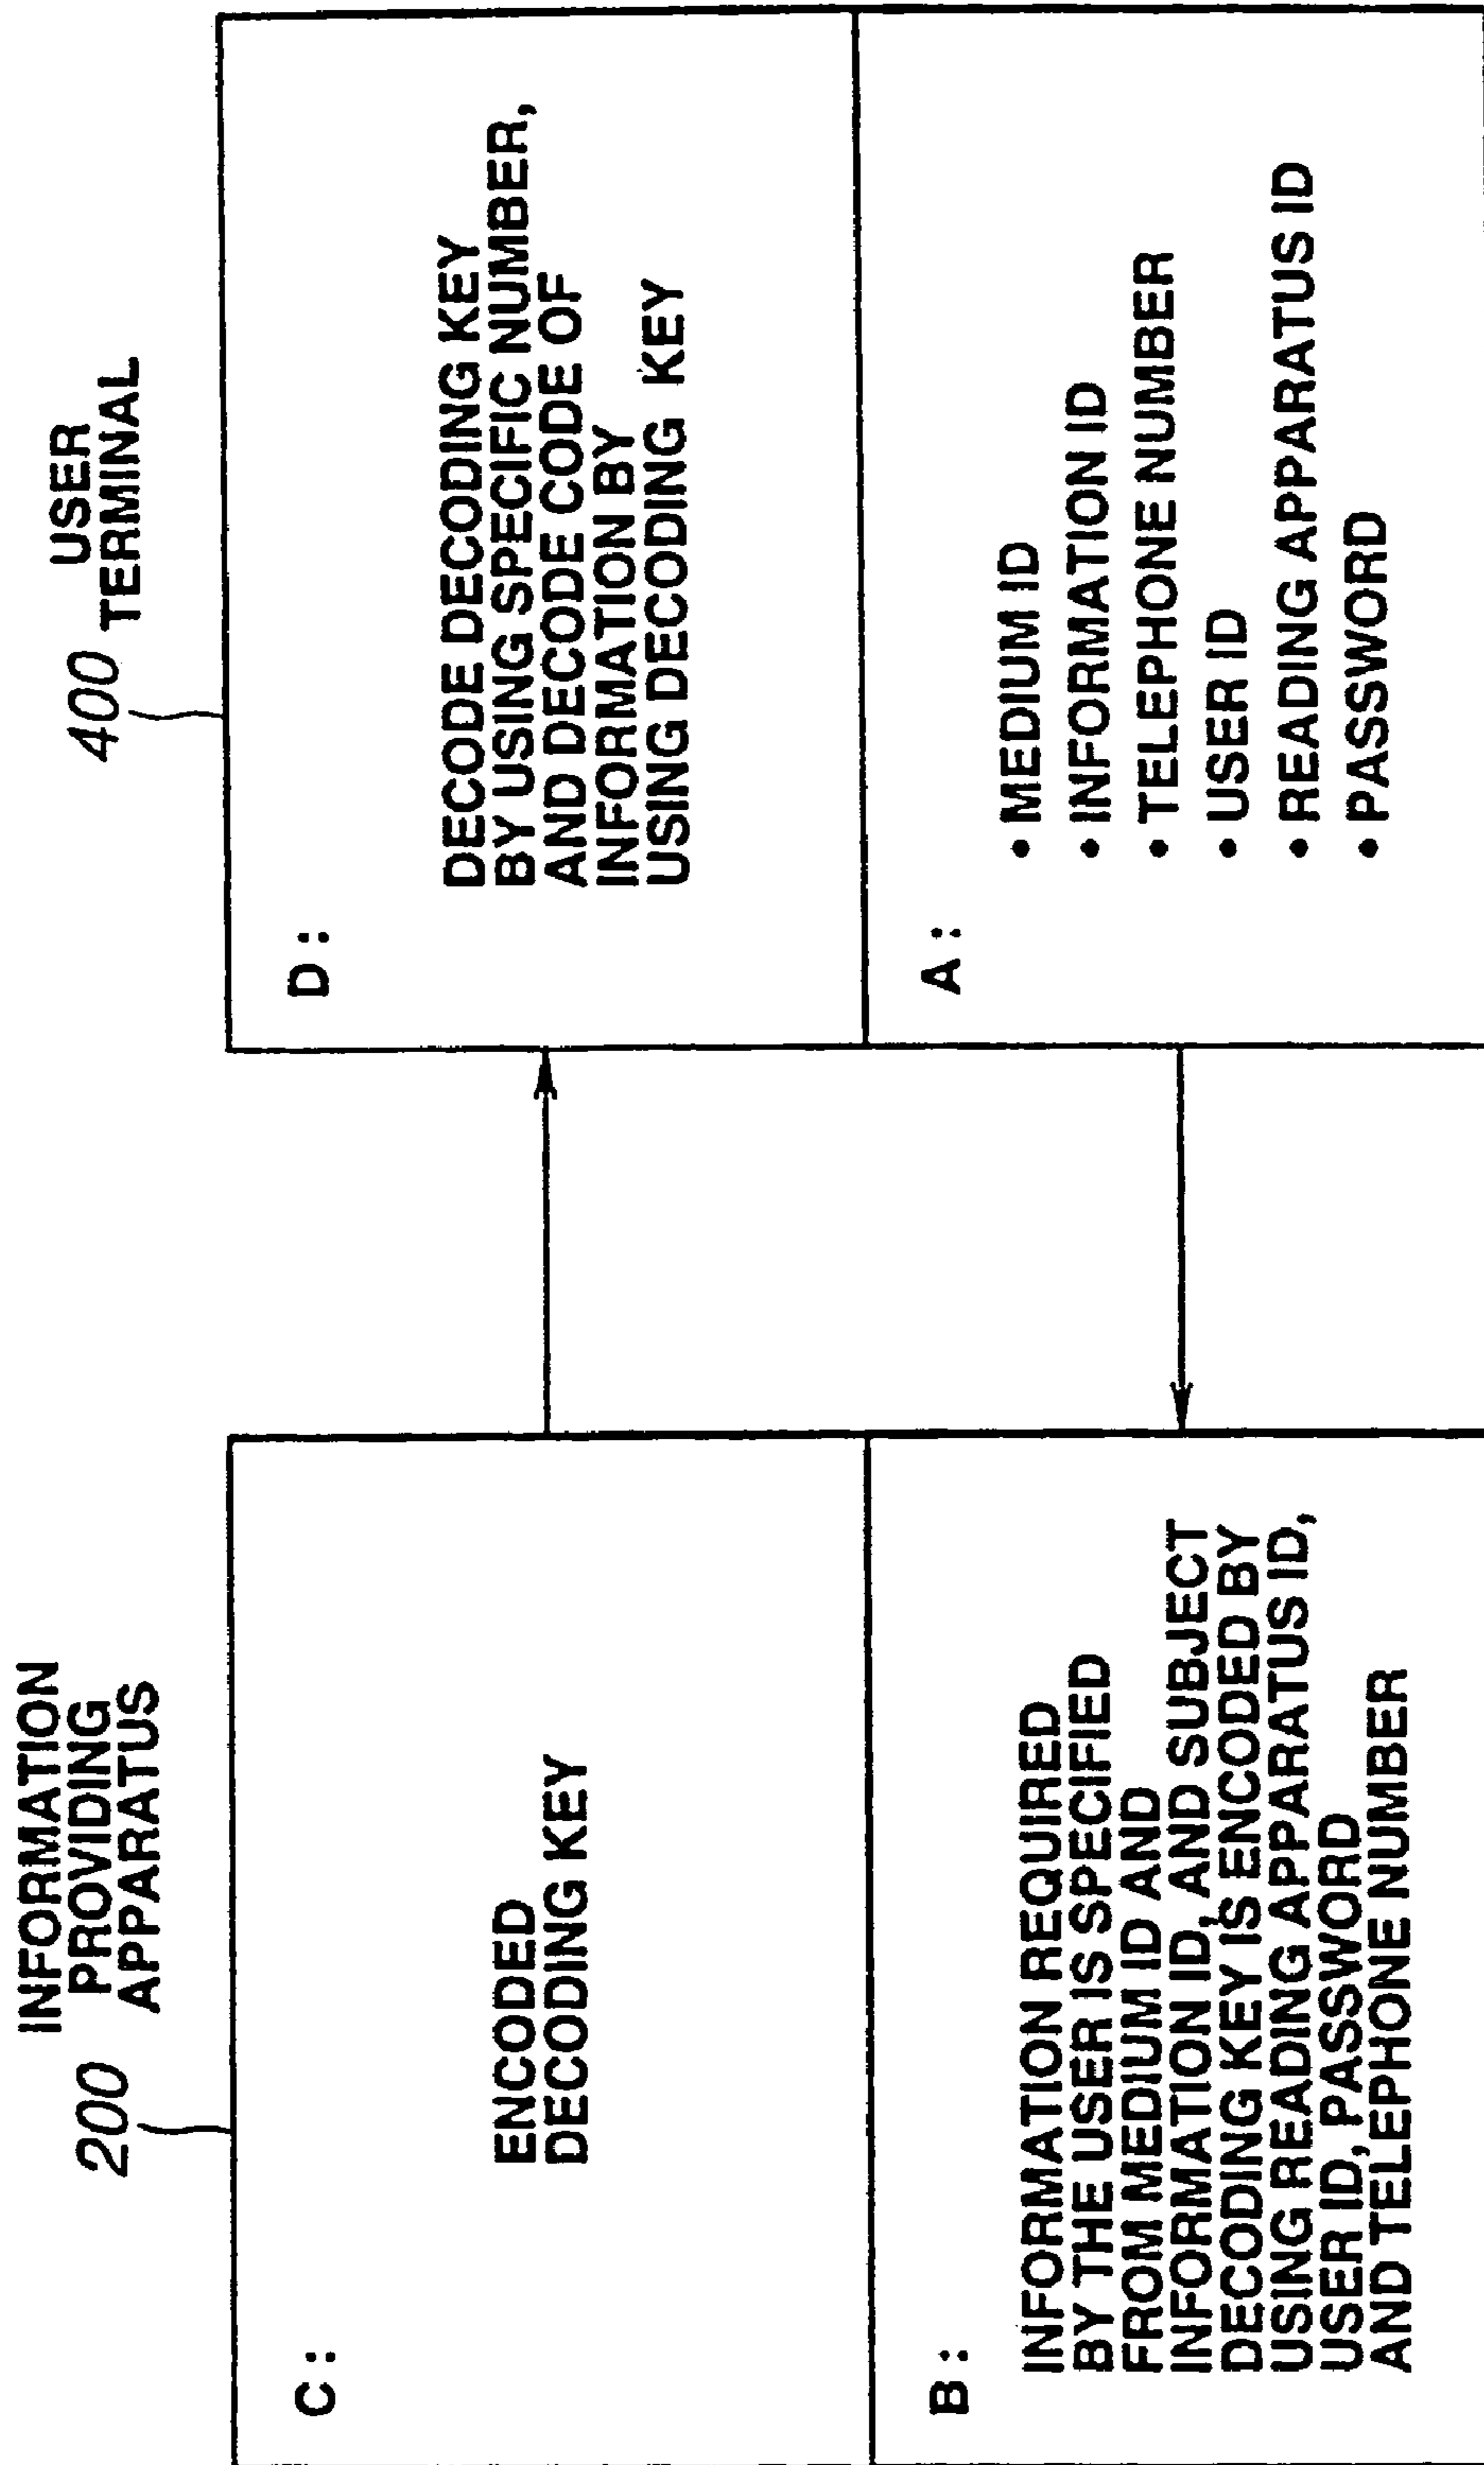 INFORMATION
PROVIDING
APPARATUS
200
C :
ENCODED
DECODING KEY
B :
INFORMATION REQUIRED
BY THE USER IS SPECIFIED
FROM MEDIUM ID AND
INFORMATION ID, AND SUBJECT
DECODING KEY IS ENCODED BY
USING READING APPARATUS ID,
USER ID, PASSWORD
AND TELEPHONE NUMBER
USER
TERMINAL
400
D :
DECODE DECODING KEY
BY USING SPECIFIC NUMBER,
AND DECODE CODE OF
INFORMATION BY
USING DECODING KEY
A :
• MEDIUM ID
• INFORMATION ID
• TELEPHONE NUMBER
• USER ID
• READING APPARATUS ID
• PASSWORD